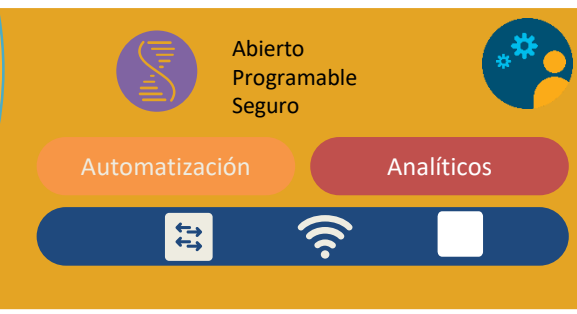 Abierto
Programable
Seguro
Automatización
Analíticos